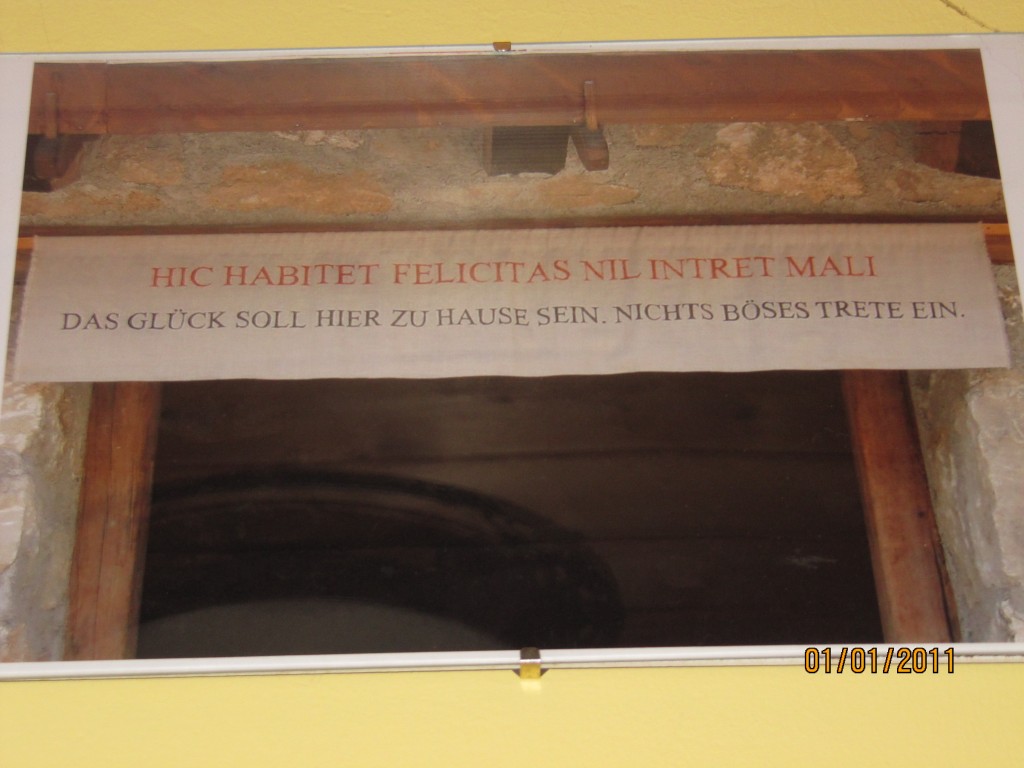 HIC HABITET FELICITAS NIL INTRET MALI
DAS GLÜCK SOLL HIER ZU HAUSE SEIN. NICHTS BÖSES TRETE EIN.
01/01/2011